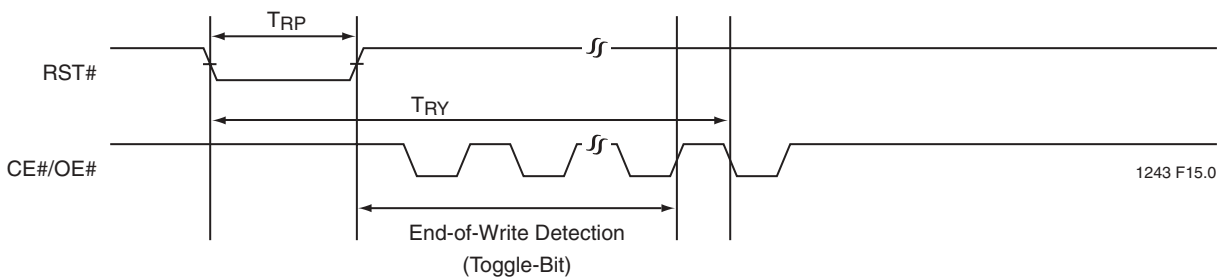 TRP
RST#
TRY
CE#/OE#
1243 F15.0
End-of-Write Detection
(Toggle-Bit)